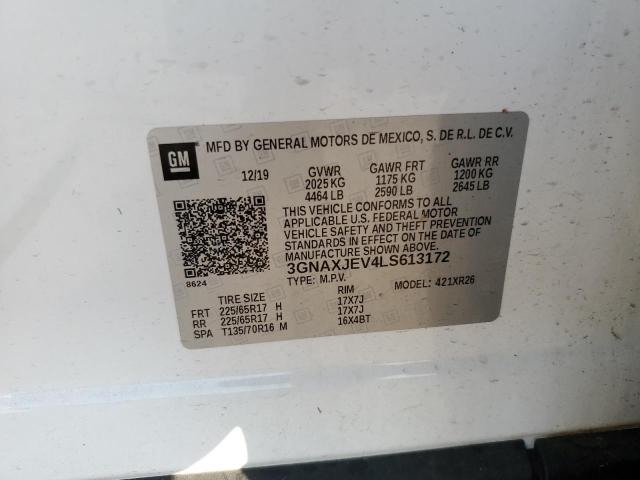 GM
MFD BY GENERAL MOTORS DE MEXICO, S. DE R.L. DE C.V.
12/19 GVWR GAWR FRT GAWR RR
2025 KG 1175 KG 1200 KG
4464 LB 2590 LB 2645 LB
THIS VEHICLE CONFORMS TO ALL
APPLICABLE U.S. FEDERAL MOTOR
VEHICLE SAFETY AND THEFT
PREVENTION STANDARDS
IN EFFECT ON THE DATE OF
MANUFACTURE SHOWN ABOVE.
3GNAXJEV4LS613172
8624 TYPE: M.P.V. MODEL: 421XR26
TIRE SIZE RIM
FRT 225/65R17 H 17X7J
RR 225/65R17 H 17X7J
SPA T135/70R16 M 16X4BT